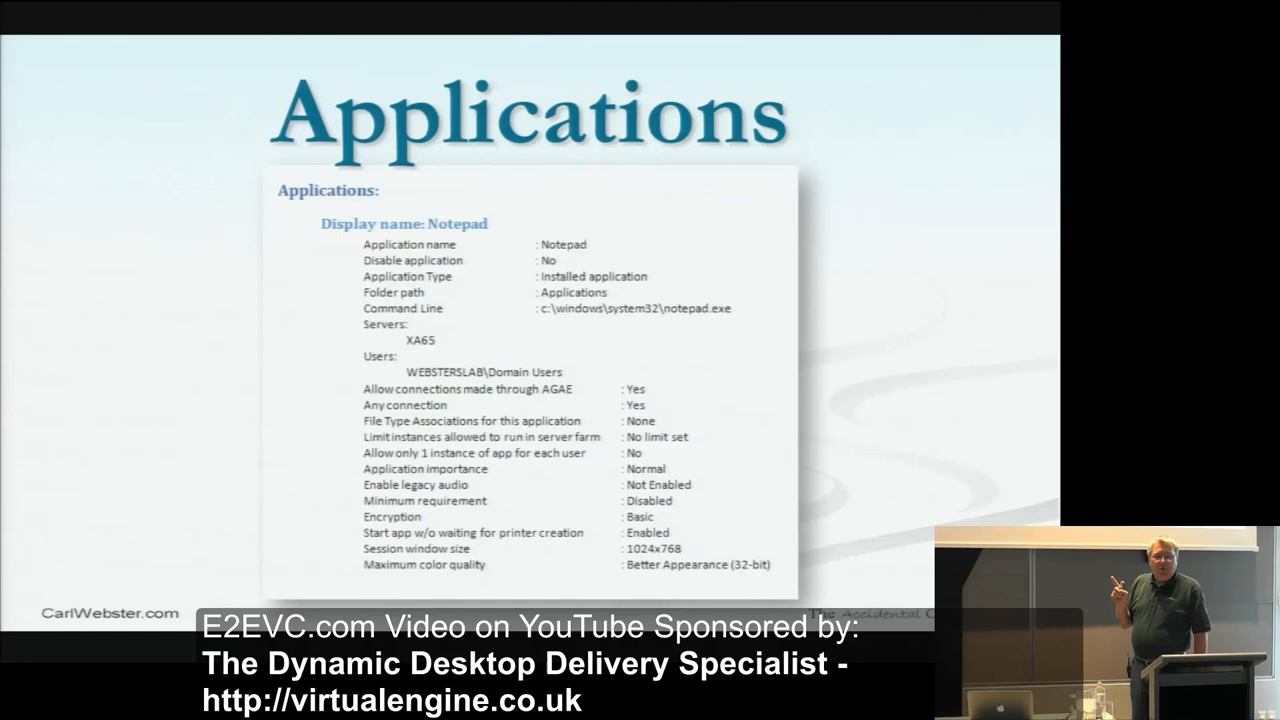 Applications
Applications:
Display name: Notepad
Application name : Notepad
Disable application : No
Application Type : Installed application
Folder path : Applications
Command Line : c:\windows\system32\notepad.exe
Servers:
XA65
Users:
WEBSTERSLAB\Domain Users
Allow connections made through AGAE : Yes
Any connection : Yes
File Type Associations for this application : None
Limit instances allowed to run in server farm : No limit set
Allow only 1 instance of app for each user : No
Application importance : Normal
Enable legacy audio : Not Enabled
Minimum requirement : Disabled
Encryption : Basic
Start app w/o waiting for printer creation : Enabled
Session window size : 1024x768
Maximum color quality : Better Appearance (32-bit)
CarlWebster.com The Accidental C
E2EVC.com Video on YouTube Sponsored by:
The Dynamic Desktop Delivery Specialist -
http://virtualengine.co.uk